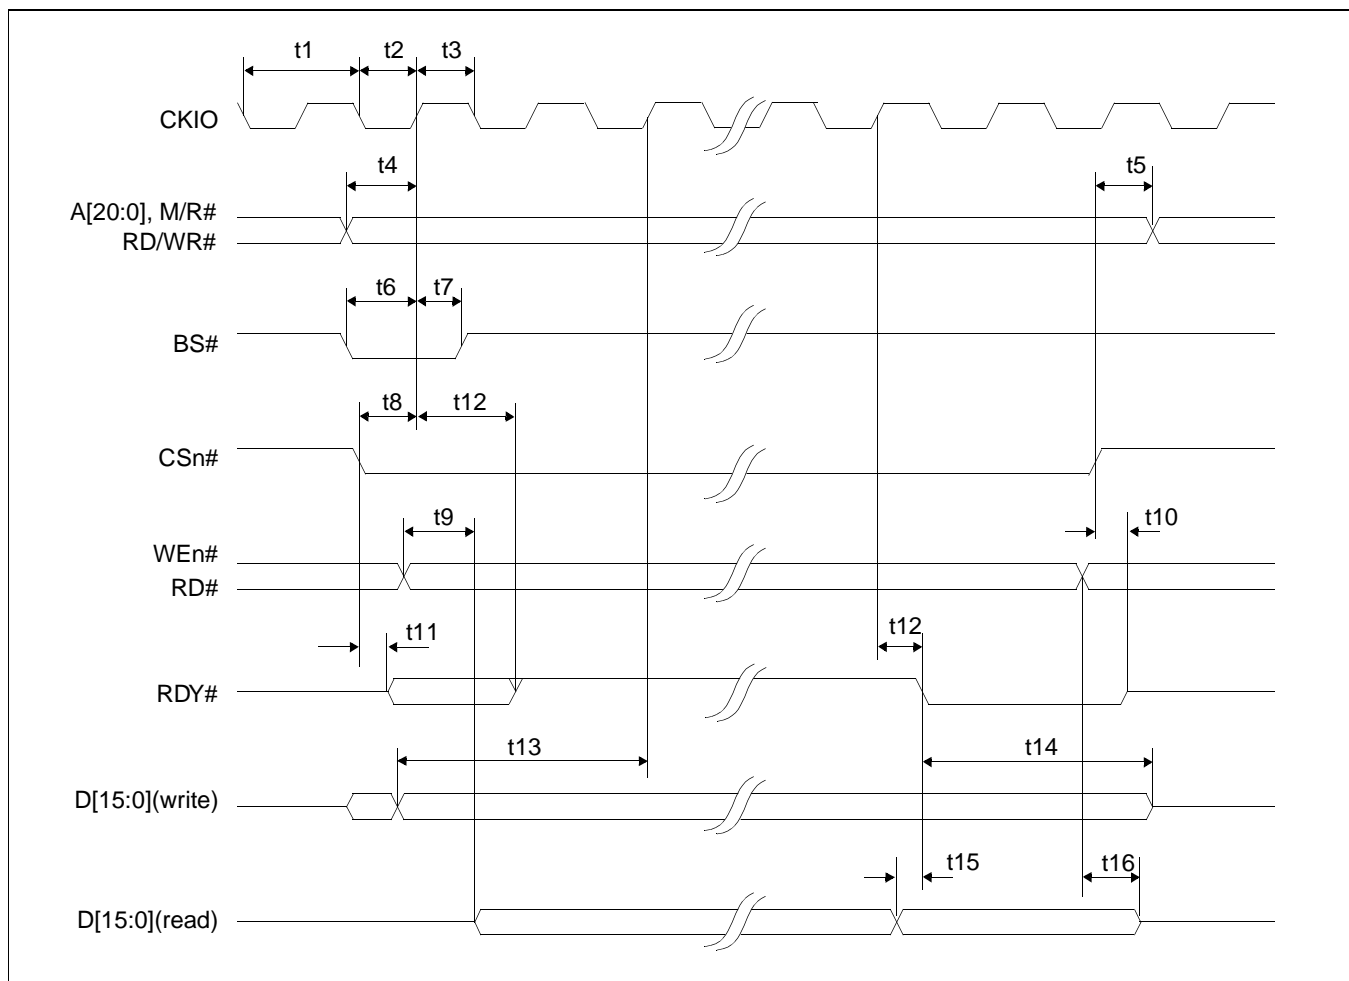 t1 t2 t3
CKIO
t4 t5
A[20:0], M/R#
RD/WR#
t6 t7
BS#
t8 t12
CSn#
t9 t10
WEn#
RD#
t11 t12
RDY#
t13 t14
D[15:0](write)
t15 t16
D[15:0](read)